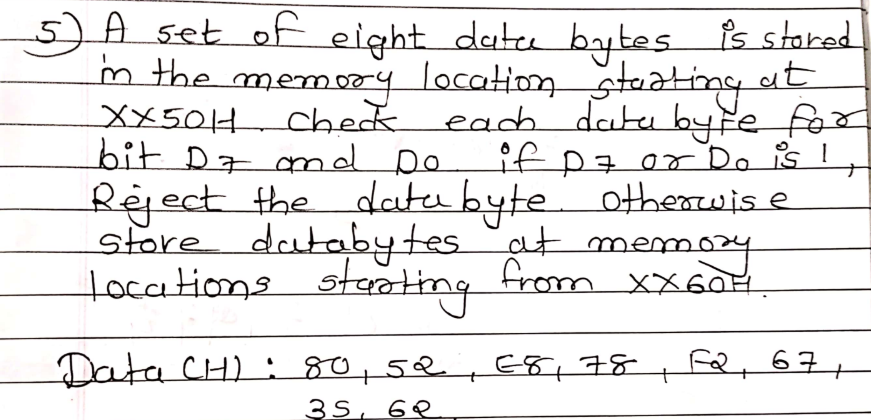 5) A set of eight data bytes is stored
in the memory location starting at
XX50H. Check each data byte for
bit D7 and D0 if D7 or D0 is 1,
Reject the data byte. otherwise
store databytes at memory
locations starting from XX60H.
Data (H) : 80, 52, E8, 78, F2, 67,
35, 62